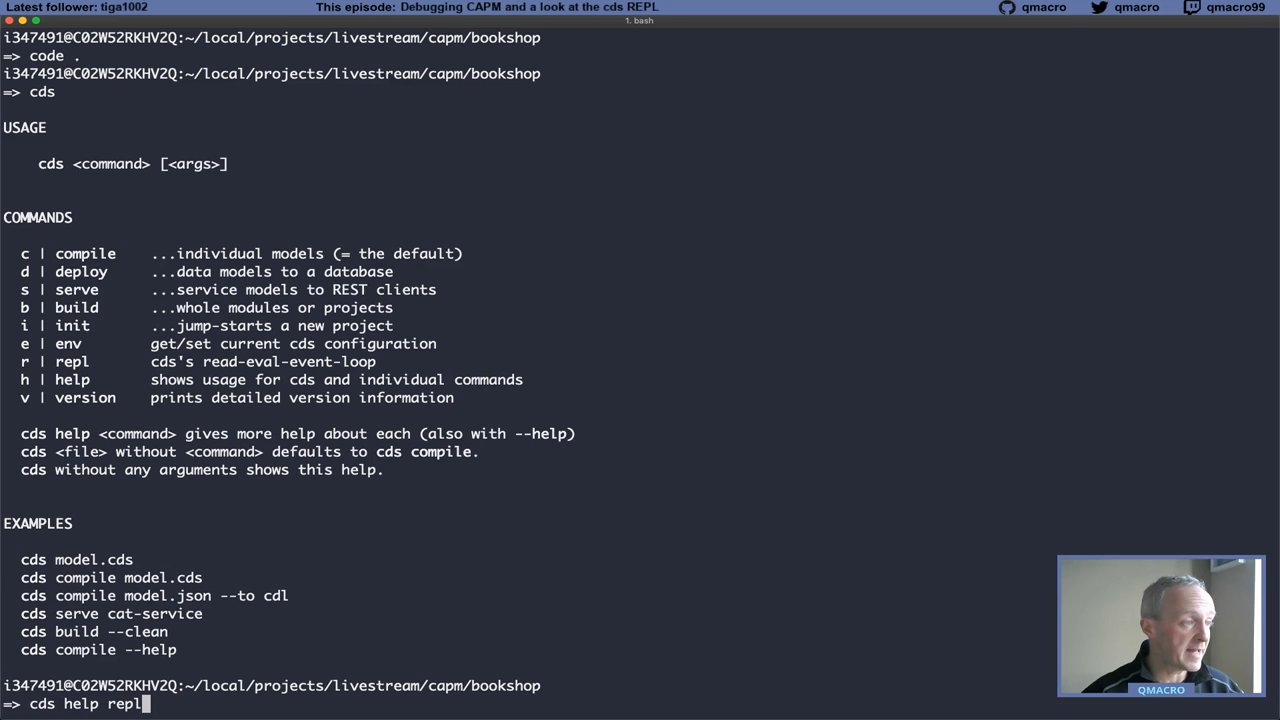 Latest follower: tiga1002
This episode: Debugging CAPM and a look at the cds REPL
qmacro
qmacro
qmacro99
1. bash
i347491@C02W52RKHV2Q:~/local/projects/livestream/capm/bookshop
=> code .
i347491@C02W52RKHV2Q:~/local/projects/livestream/capm/bookshop
=> cds
USAGE
cds <command> [<args>]
COMMANDS
c | compile ...individual models (= the default)
d | deploy ...data models to a database
s | serve ...service models to REST clients
b | build ...whole modules or projects
i | init ...jump-starts a new project
e | env get/set current cds configuration
r | repl cds's read-eval-event-loop
h | help shows usage for cds and individual commands
v | version prints detailed version information
cds help <command> gives more help about each (also with --help)
cds <file> without <command> defaults to cds compile.
cds without any arguments shows this help.
EXAMPLES
cds model.cds
cds compile model.cds
cds compile model.json --to cdl
cds serve cat-service
cds build --clean
cds compile --help
i347491@C02W52RKHV2Q:~/local/projects/livestream/capm/bookshop
=> cds help repl
QMACRO